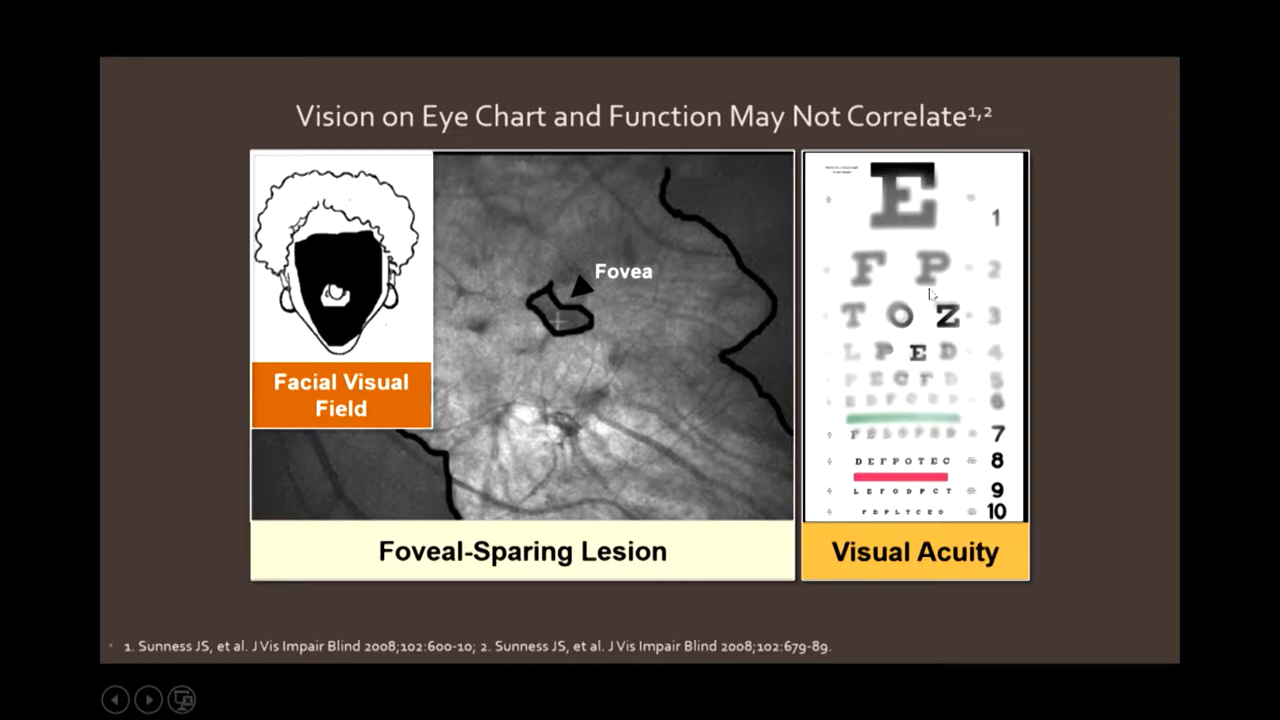 Vision on Eye Chart and Function May Not Correlate1,2
Fovea
Facial Visual
Field
Foveal-Sparing Lesion
E 1
F P 2
T O Z 3
L P E D 4
P E C F D 5
E D F C Z P 6
F E L O P Z D 7
D E F P O T E C 8
L E F O D P C T 9
F D P L T C E O 10
Visual Acuity
1. Sunness JS, et al. J Vis Impair Blind 2008;102:600-10; 2. Sunness JS, et al. J Vis Impair Blind 2008;102:679-89.